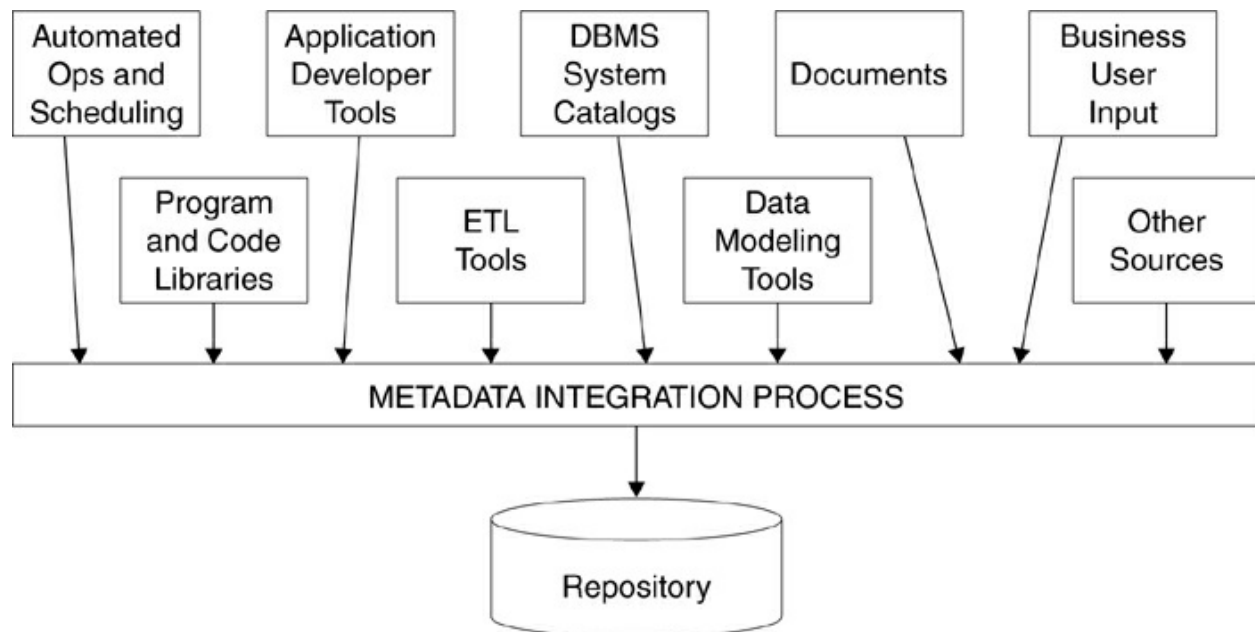 Automated
Ops and
Scheduling
Application
Developer
Tools
DBMS
System
Catalogs
Documents
Business
User
Input
Program
and Code
Libraries
ETL
Tools
Data
Modeling
Tools
Other
Sources
METADATA INTEGRATION PROCESS
Repository